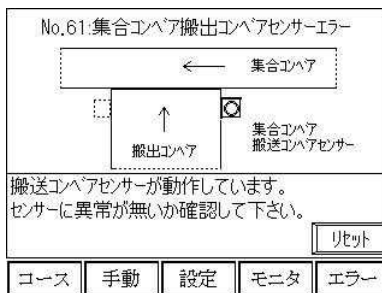 No.61:集合コンベア搬出コンベアセンサーエラー
← 集合コンベア
↑
搬出コンベア
集合コンベア
搬送コンベアセンサー
搬送コンベアセンサーが動作しています。
センサーに異常が無いか確認して下さい。
リセット
コース 手動 設定 モニタ エラー